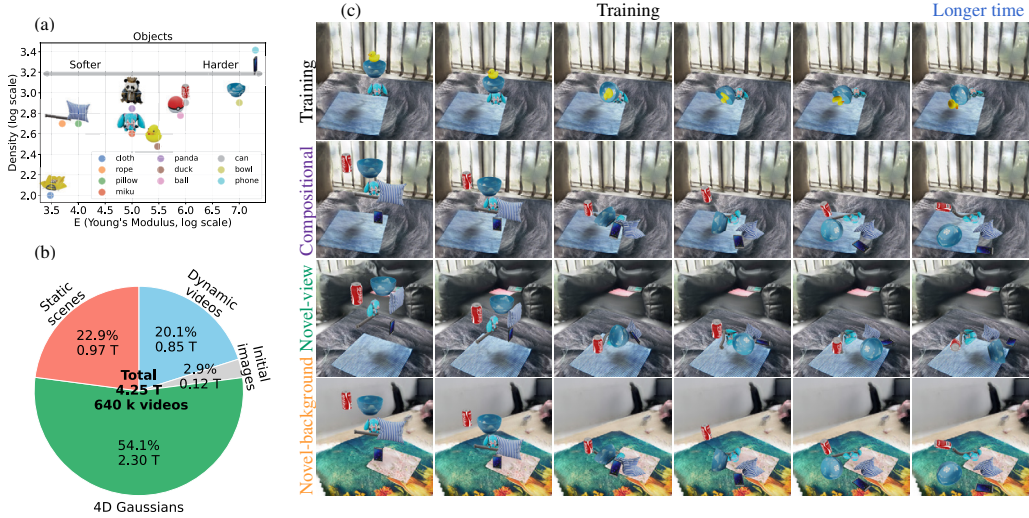 (a)
Objects
Softer
Harder
Density (log scale)
3.4
3.2
3.0
2.8
2.6
2.4
2.2
2.0
cloth
rope
pillow
miku
panda
duck
ball
can
bowl
phone
3.5
4.0
4.5
5.0
5.5
6.0
6.5
7.0
E (Young's Modulus, log scale)
(b)
Static
scenes
Dynamic
videos
Initial
images
22.9%
0.97 T
20.1%
0.85 T
2.9%
0.12 T
Total
4.25 T
640 k videos
54.1%
2.30 T
4D Gaussians
(c)
Training
Longer time
Training
Compositional
Novel-view
Novel-background